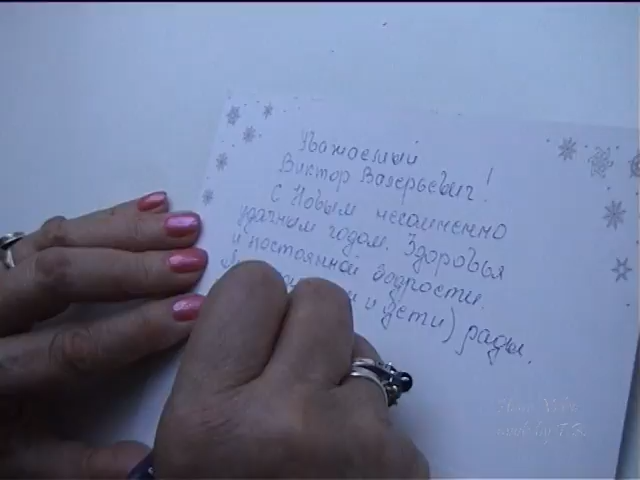 Уважаемый
Виктор Валерьевич!
С Новым несомненно
удачным годом. Здоровья
и постоянной бодрости.
и дети) рады.